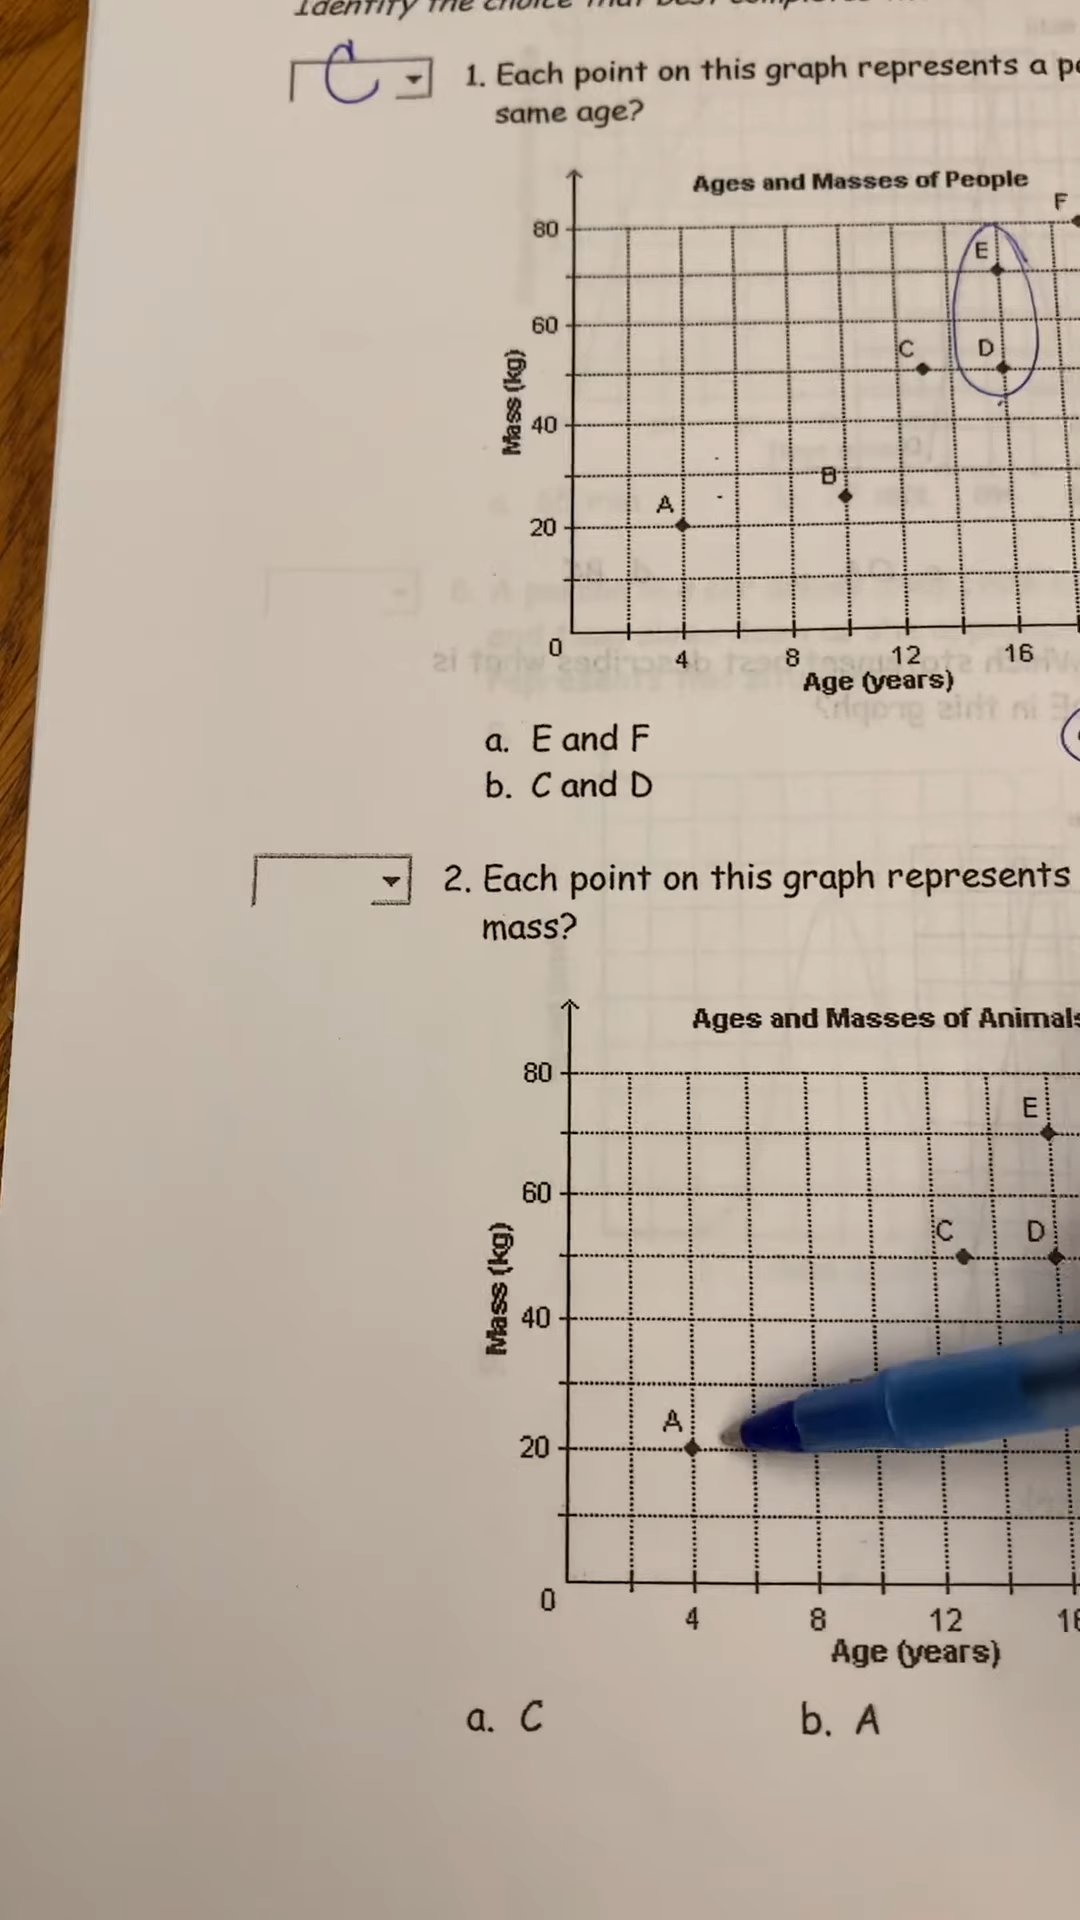 Identify the choice that best
C
1. Each point on this graph represents a
same age?
Ages and Masses of People
F
80
E
60
C
D
Mass (kg)
40
B
A
20
0
4
8
12
16
Age (years)
a. E and F
b. C and D
2. Each point on this graph represents
mass?
Ages and Masses of Animals
80
E
60
C
D
Mass (kg)
40
A
20
0
4
8
12
Age (years)
a. C
b. A